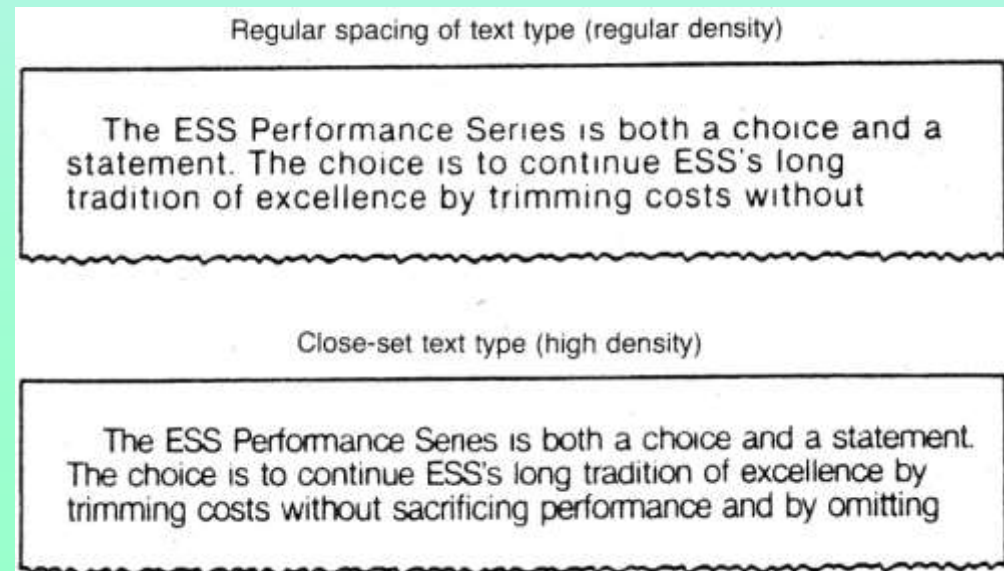 Regular spacing of text type (regular density)
The ESS Performance Series is both a choice and a
statement. The choice is to continue ESS's long
tradition of excellence by trimming costs without
Close-set text type (high density)
The ESS Performance Series is both a choice and a statement.
The choice is to continue ESS's long tradition of excellence by
trimming costs without sacrificing performance and by omitting